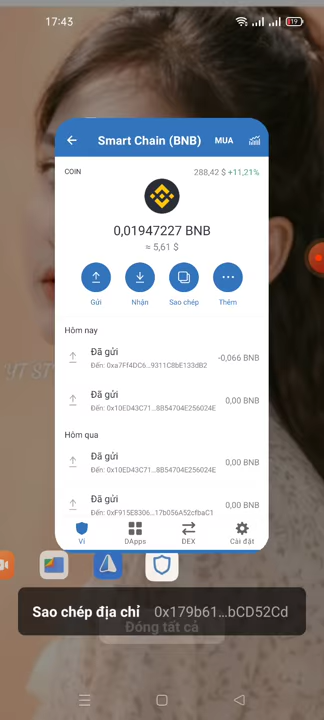 17:43
19
Smart Chain (BNB)
MUA
COIN
288,42 $ +11,21%
0,01947227 BNB
≈ 5,61 $
Gửi
Nhận
Sao chép
Thêm
Hôm nay
Đã gửi
-0,066 BNB
Đến: 0xa7Ff4DC6...9311C8bE133dB2
Đã gửi
0,00 BNB
Đến: 0x10ED43C71...8B54704E256024E
Hôm qua
Đã gửi
0,00 BNB
Đến: 0x10ED43C71...8B54704E256024E
Đã gửi
0,00 BNB
Đến: 0xF915E8306...17b056A52cfbaC1
Ví
DApps
DEX
Cài đặt
YT ST
Sao chép địa chỉ 0x179b61...bCD52Cd
Đóng tất cả